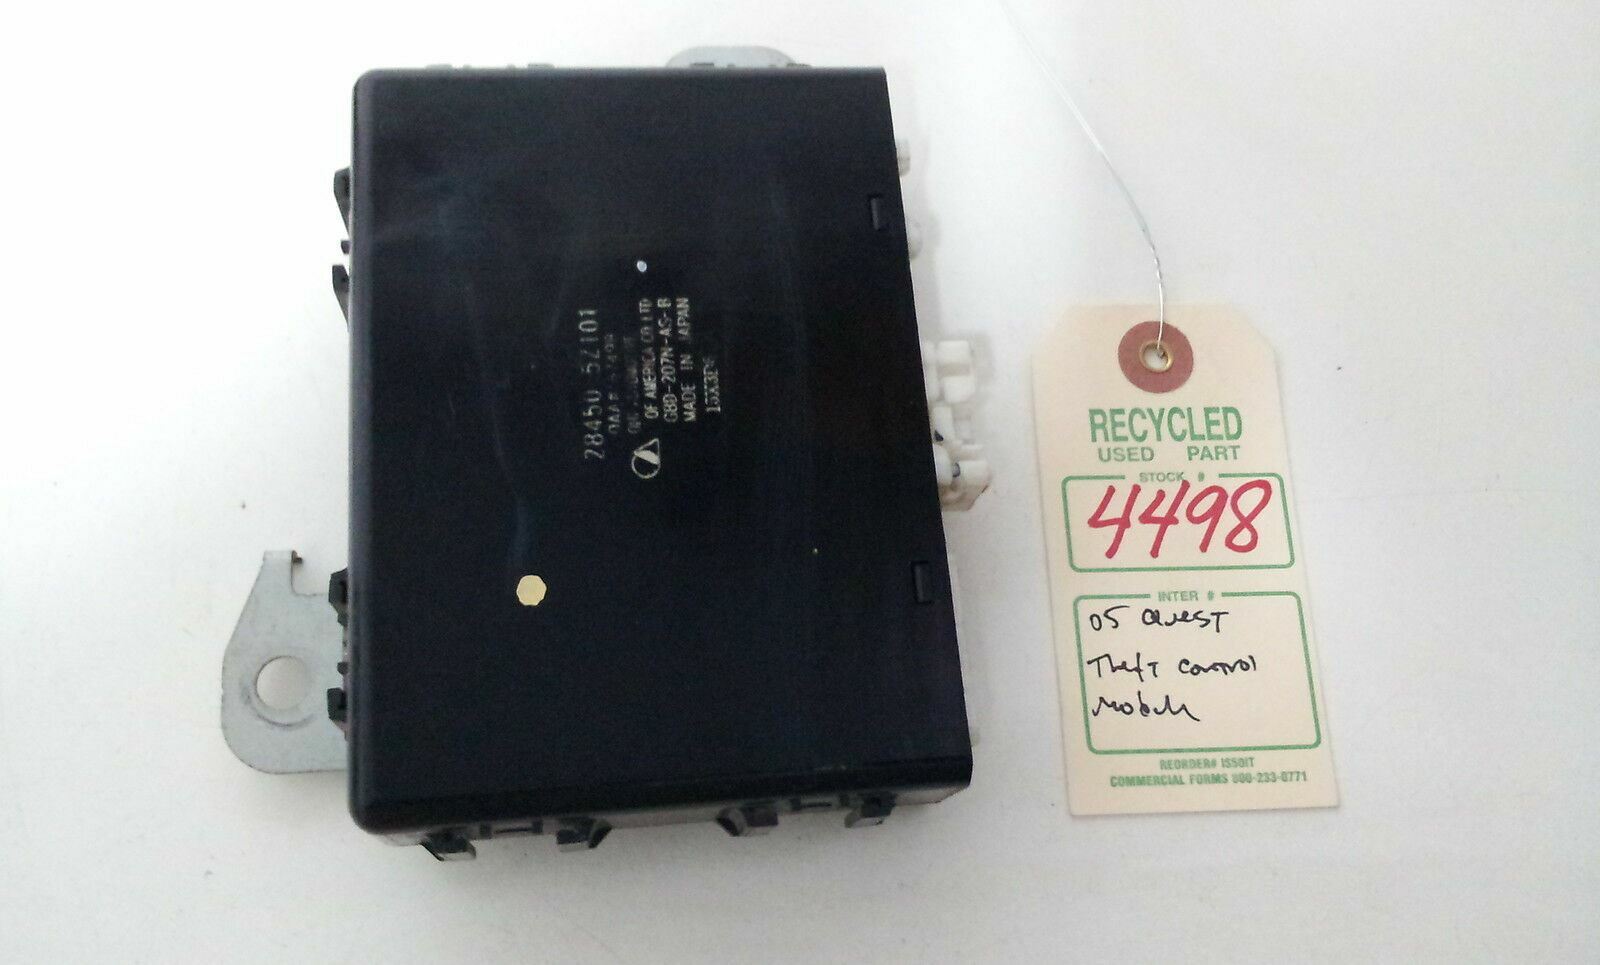 28450 5Z101
OF AMERICA CO LTD
G8D-207N-AS-B
MADE IN JAPAN
RECYCLED
USED PART
STOCK #
4498
INTER #
05 Quest
Theft Control
Module
REORDER# IS50IT
COMMERCIAL FORMS 800-233-0771